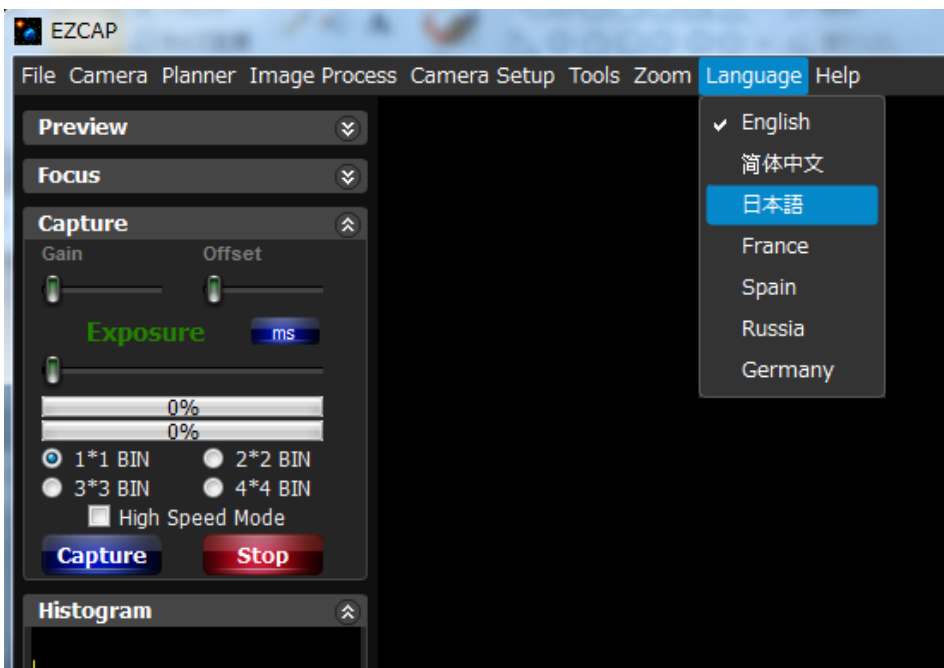 EZCAP
File Camera Planner Image Process Camera Setup Tools Zoom Language Help
Preview
Focus
Capture
Gain Offset
Exposure ms
0%
0%
1*1 BIN 2*2 BIN
3*3 BIN 4*4 BIN
High Speed Mode
Capture Stop
Histogram
English
简体中文
日本語
France
Spain
Russia
Germany